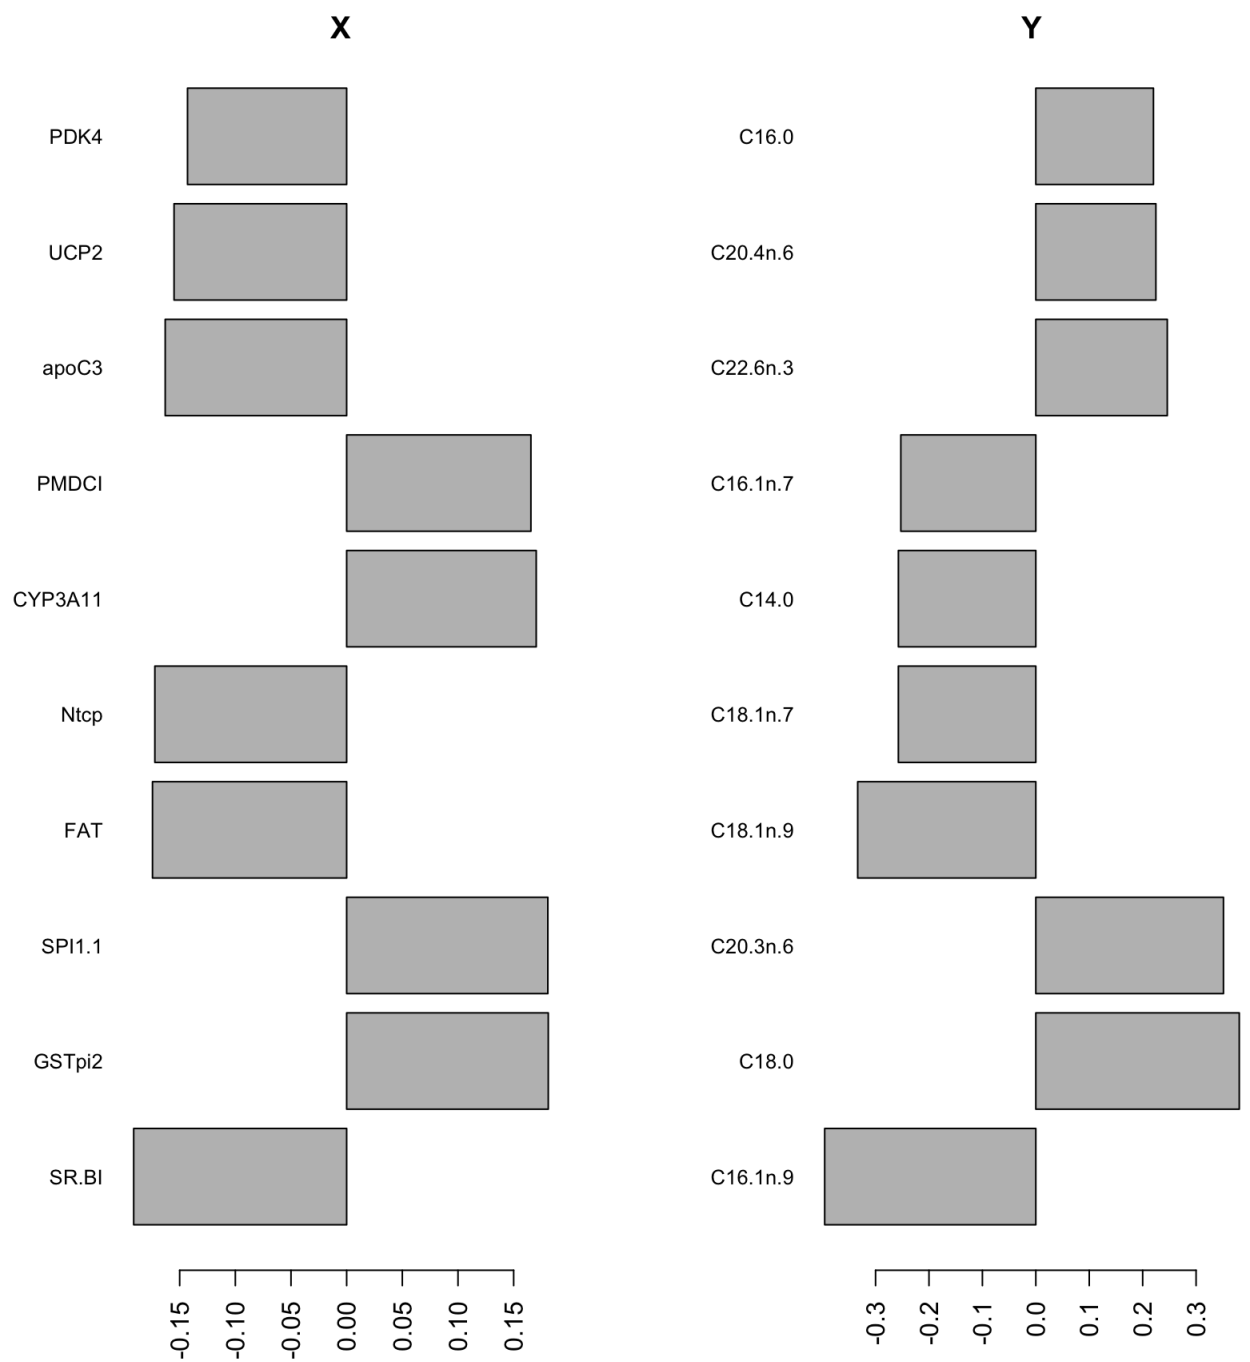 X
PDK4
UCP2
apoC3
PMDCI
CYP3A11
Ntcp
FAT
SPI1.1
GSTpi2
SR.BI
-0.15
-0.10
-0.05
0.00
0.05
0.10
0.15
Y
C16.0
C20.4n.6
C22.6n.3
C16.1n.7
C14.0
C18.1n.7
C18.1n.9
C20.3n.6
C18.0
C16.1n.9
-0.3
-0.2
-0.1
0.0
0.1
0.2
0.3